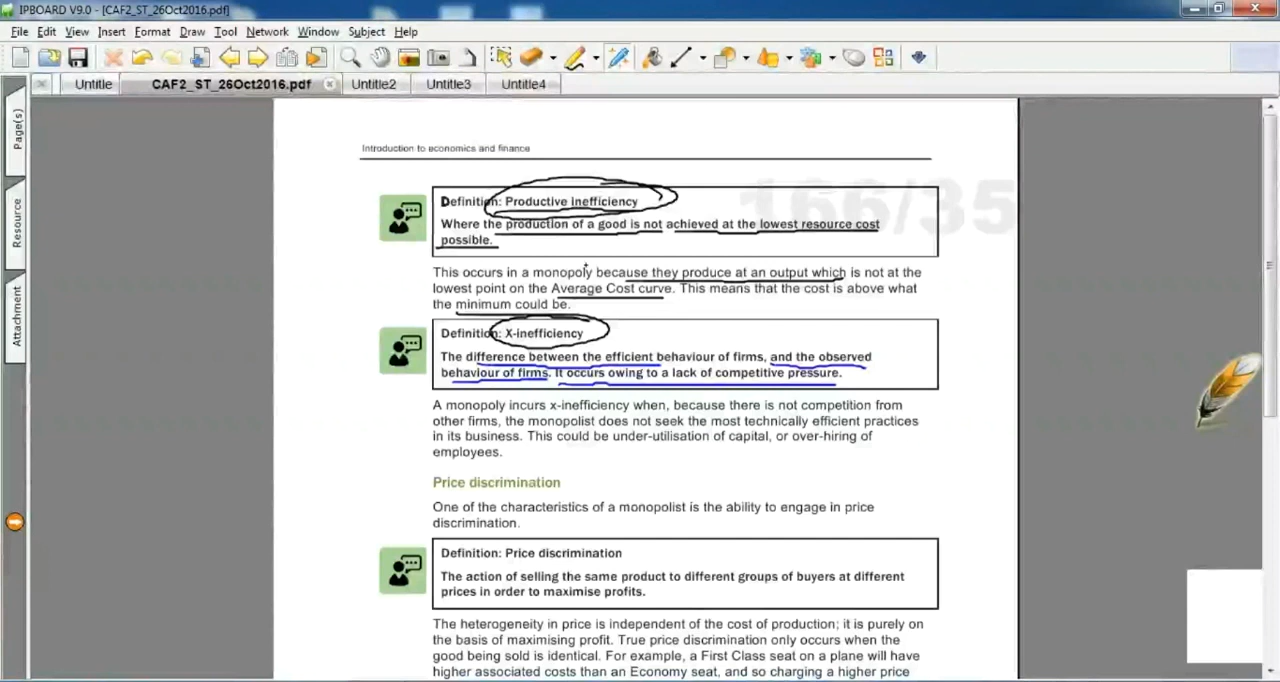 IPBOARD V9.0 - [CAF2_ST_26Oct2016.pdf]
File Edit View Insert Format Draw Tool Network Window Subject Help
Untitle CAF2_ST_26Oct2016.pdf Untitle2 Untitle3 Untitle4
Page(s)
Resource
Attachment
Introduction to economics and finance
166/35
Definition: Productive inefficiency
Where the production of a good is not achieved at the lowest resource cost
possible.
This occurs in a monopoly because they produce at an output which is not at the
lowest point on the Average Cost curve. This means that the cost is above what
the minimum could be.
Definition: X-inefficiency
The difference between the efficient behaviour of firms, and the observed
behaviour of firms. It occurs owing to a lack of competitive pressure.
A monopoly incurs x-inefficiency when, because there is not competition from
other firms, the monopolist does not seek the most technically efficient practices
in its business. This could be under-utilisation of capital, or over-hiring of
employees.
Price discrimination
One of the characteristics of a monopolist is the ability to engage in price
discrimination.
Definition: Price discrimination
The action of selling the same product to different groups of buyers at different
prices in order to maximise profits.
The heterogeneity in price is independent of the cost of production; it is purely on
the basis of maximising profit. True price discrimination only occurs when the
good being sold is identical. For example, a First Class seat on a plane will have
higher associated costs than an Economy seat, and so charging a higher price